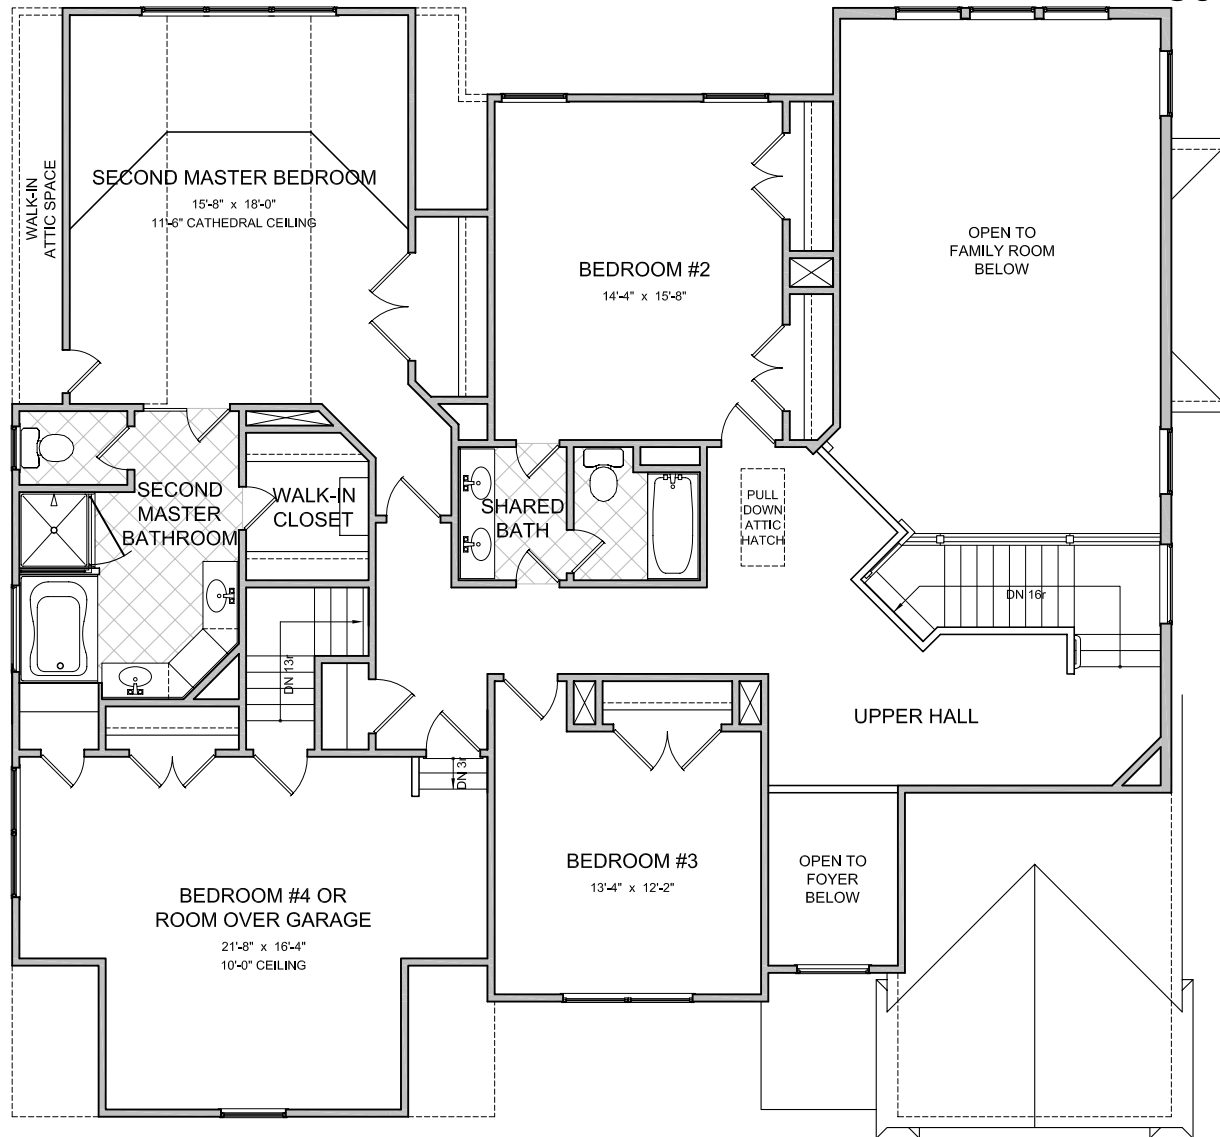 WALK-IN
ATTIC SPACE
SECOND MASTER BEDROOM
15'-8" x 18'-0"
11'-6" CATHEDRAL CEILING
BEDROOM #2
14'-4" x 15'-8"
OPEN TO
FAMILY ROOM
BELOW
SECOND
MASTER
BATHROOM
WALK-IN
CLOSET
SHARED
BATH
PULL
DOWN
ATTIC
HATCH
DN 16r
DN 13r
UPPER HALL
DN 3r
BEDROOM #4 OR
ROOM OVER GARAGE
21'-8" x 16'-4"
10'-0" CEILING
BEDROOM #3
13'-4" x 12'-2"
OPEN TO
FOYER
BELOW